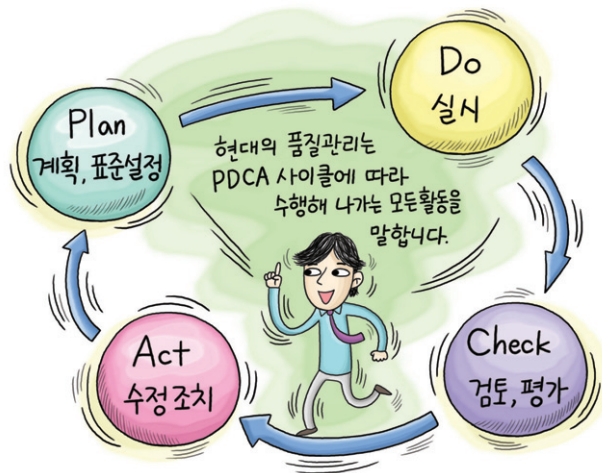 Plan
계획, 표준설정
Do
실시
현대의 품질관리는
PDCA 사이클에 따라
수행해 나가는 모든활동을
말합니다.
Act
수정조치
Check
검토, 평가